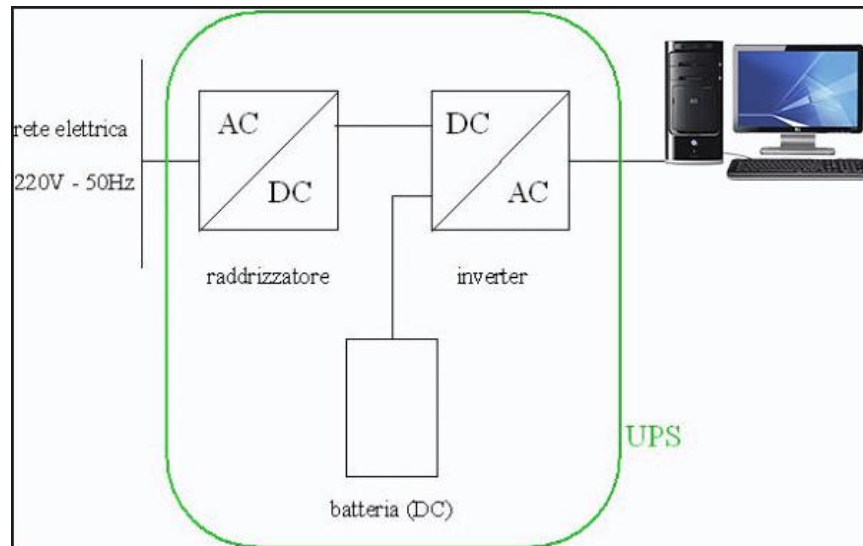 rete elettrica
220V - 50Hz
AC
DC
raddrizzatore
DC
AC
inverter
batteria (DC)
UPS